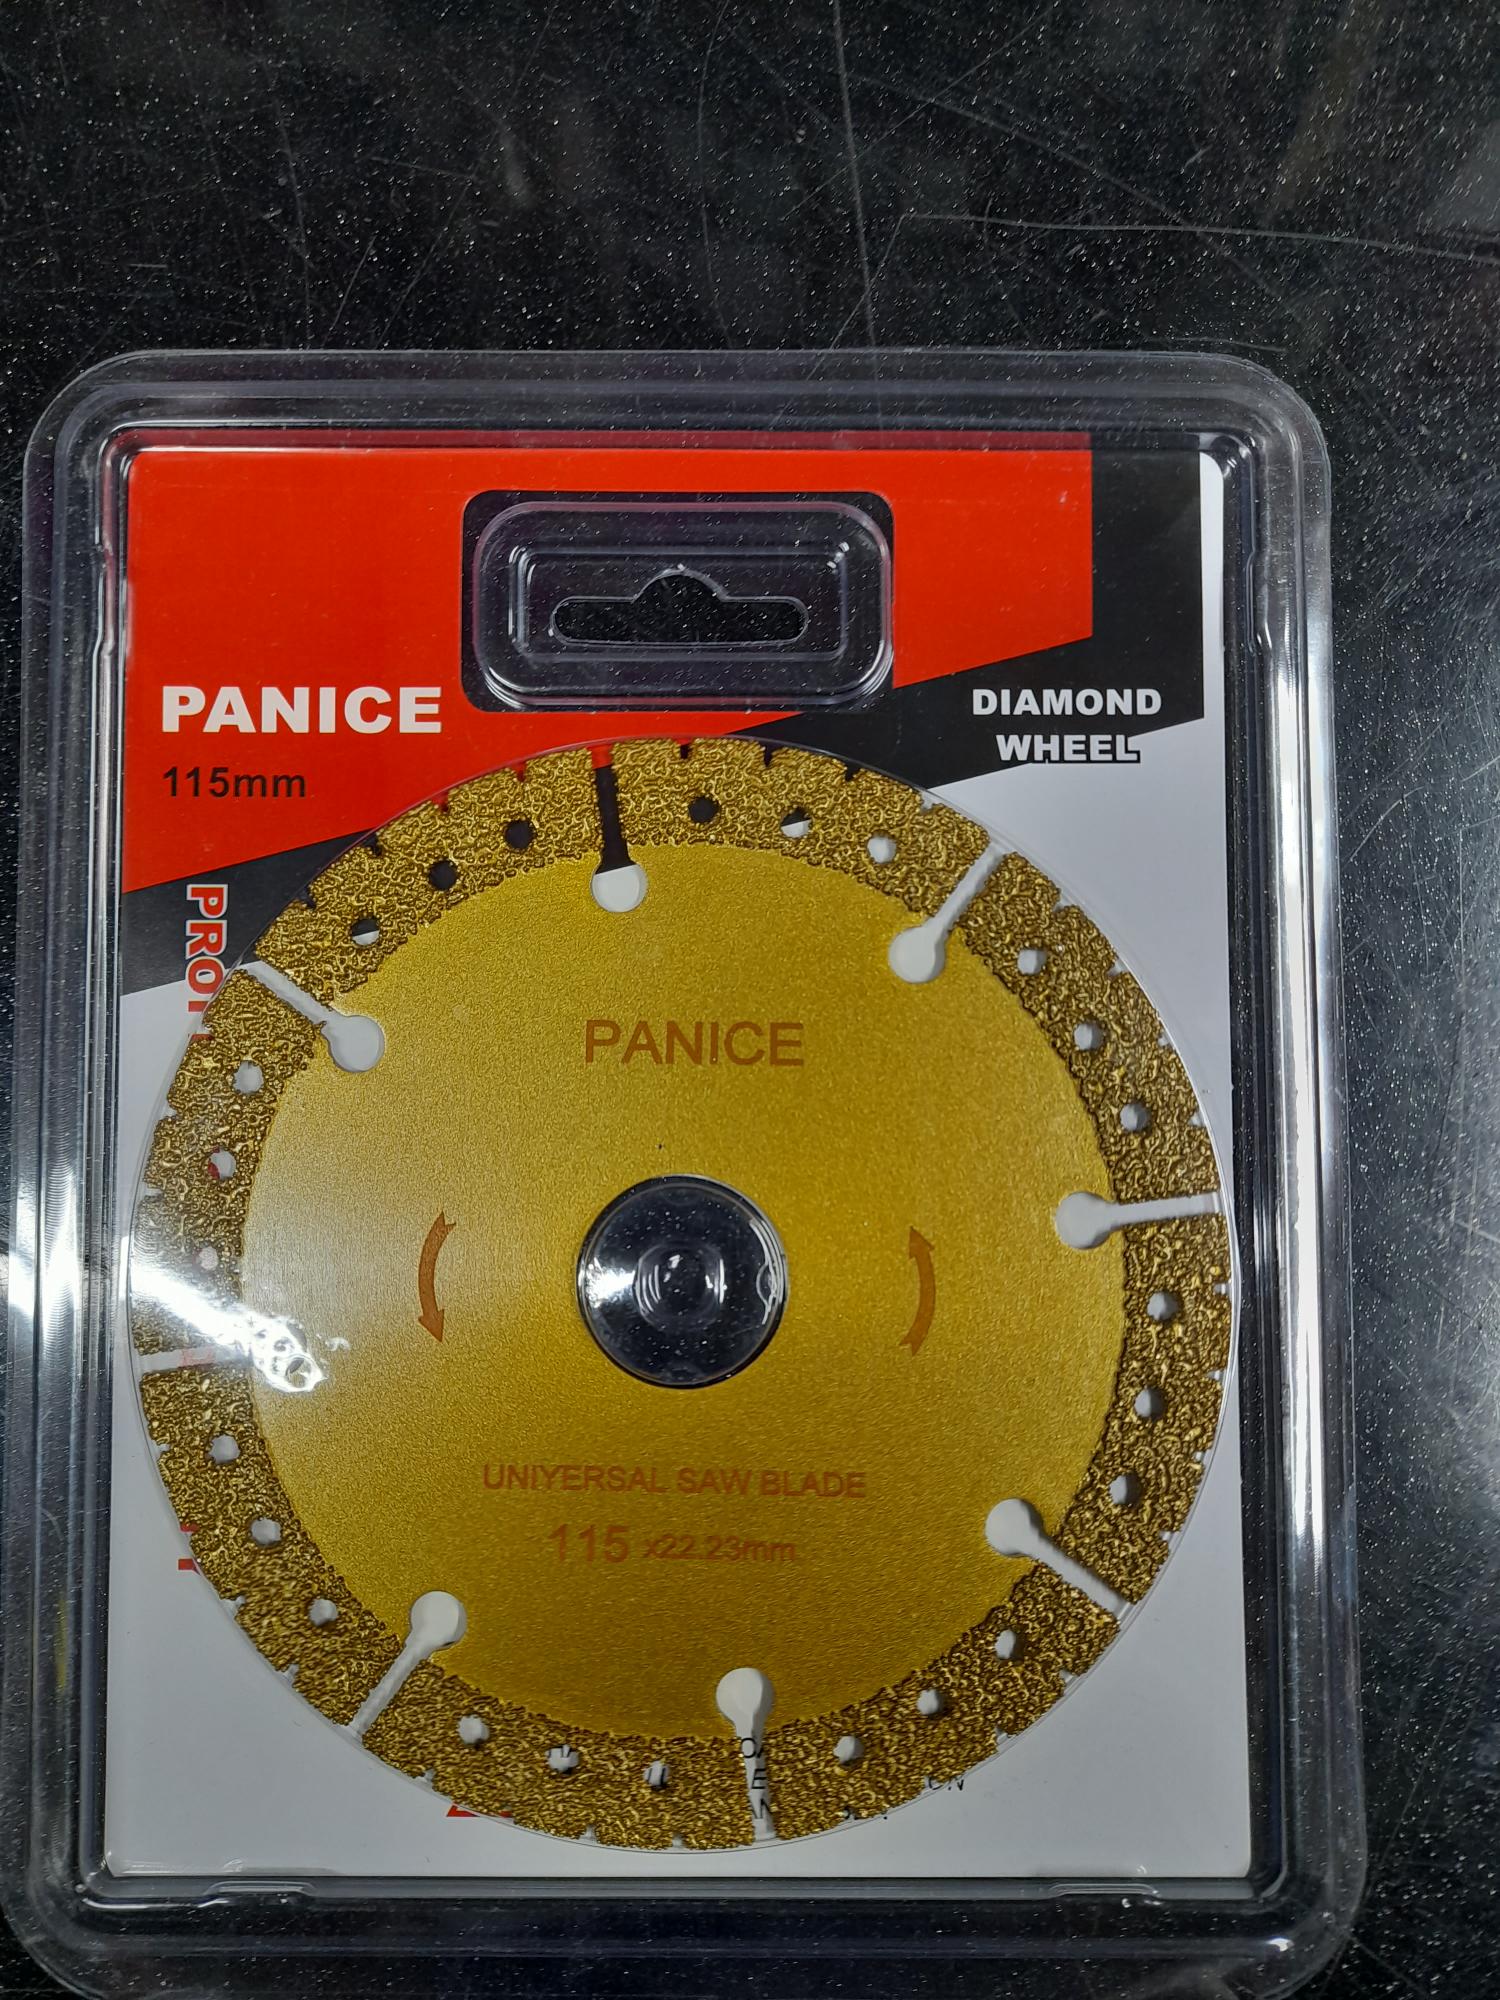 PANICE
115mm
DIAMOND
WHEEL
PANICE
UNIYERSAL SAW BLADE
115 x22.23mm